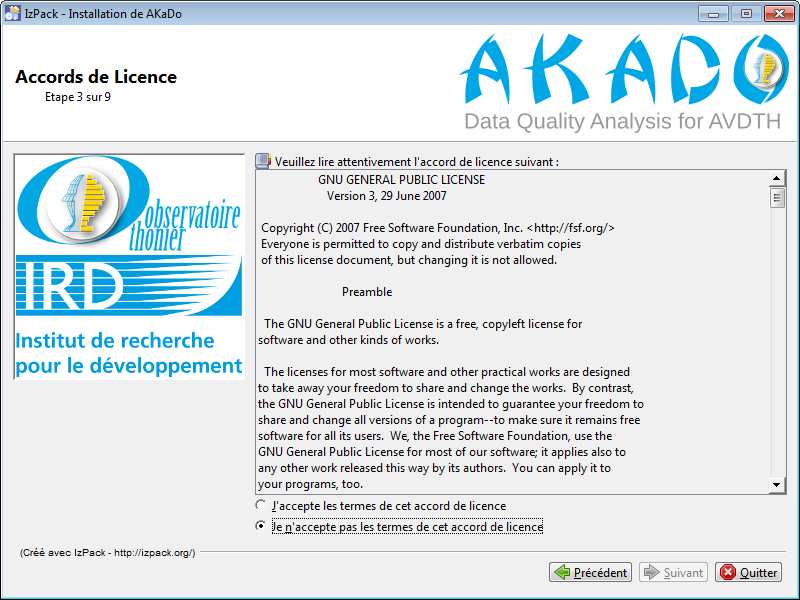 IzPack - Installation de AKaDo
Accords de Licence
Etape 3 sur 9
AKADO
Data Quality Analysis for AVDTH
Observatoire
thonier
IRD
Institut de recherche
pour le développement
Veuillez lire attentivement l'accord de licence suivant :
GNU GENERAL PUBLIC LICENSE
Version 3, 29 June 2007
Copyright (C) 2007 Free Software Foundation, Inc. <http://fsf.org/>
Everyone is permitted to copy and distribute verbatim copies
of this license document, but changing it is not allowed.
Preamble
The GNU General Public License is a free, copyleft license for
software and other kinds of works.
The licenses for most software and other practical works are designed
to take away your freedom to share and change the works.  By contrast,
the GNU General Public License is intended to guarantee your freedom to
share and change all versions of a program--to make sure it remains free
software for all its users.  We, the Free Software Foundation, use the
GNU General Public License for most of our software; it applies also to
any other work released this way by its authors.  You can apply it to
your programs, too.
J'accepte les termes de cet accord de licence
Je n'accepte pas les termes de cet accord de licence
(Créé avec IzPack - http://izpack.org/)
Précédent
Suivant
Quitter